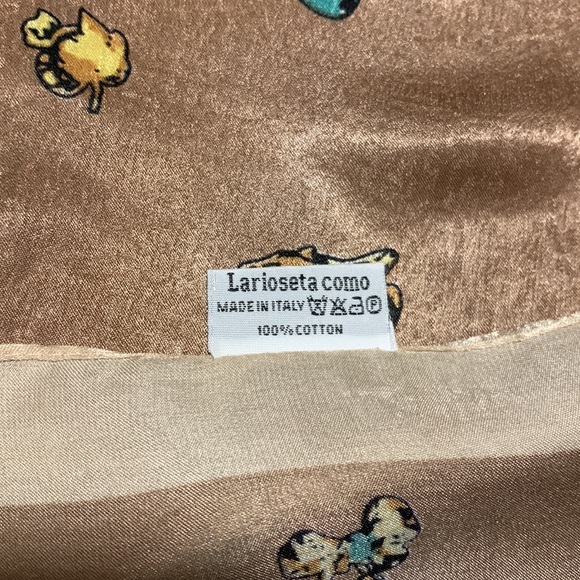 Larioseta como
MADE IN ITALY Ⓟ
100% COTTON